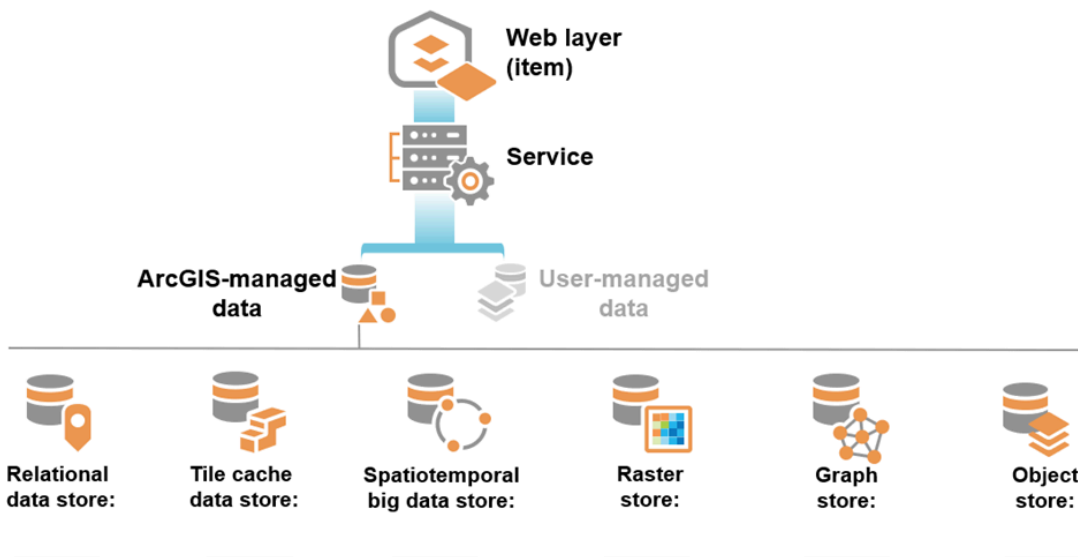 Web layer
(item)
Service
ArcGIS-managed
data
User-managed
data
Relational
data store:
Tile cache
data store:
Spatiotemporal
big data store:
Raster
store:
Graph
store:
Object
store: